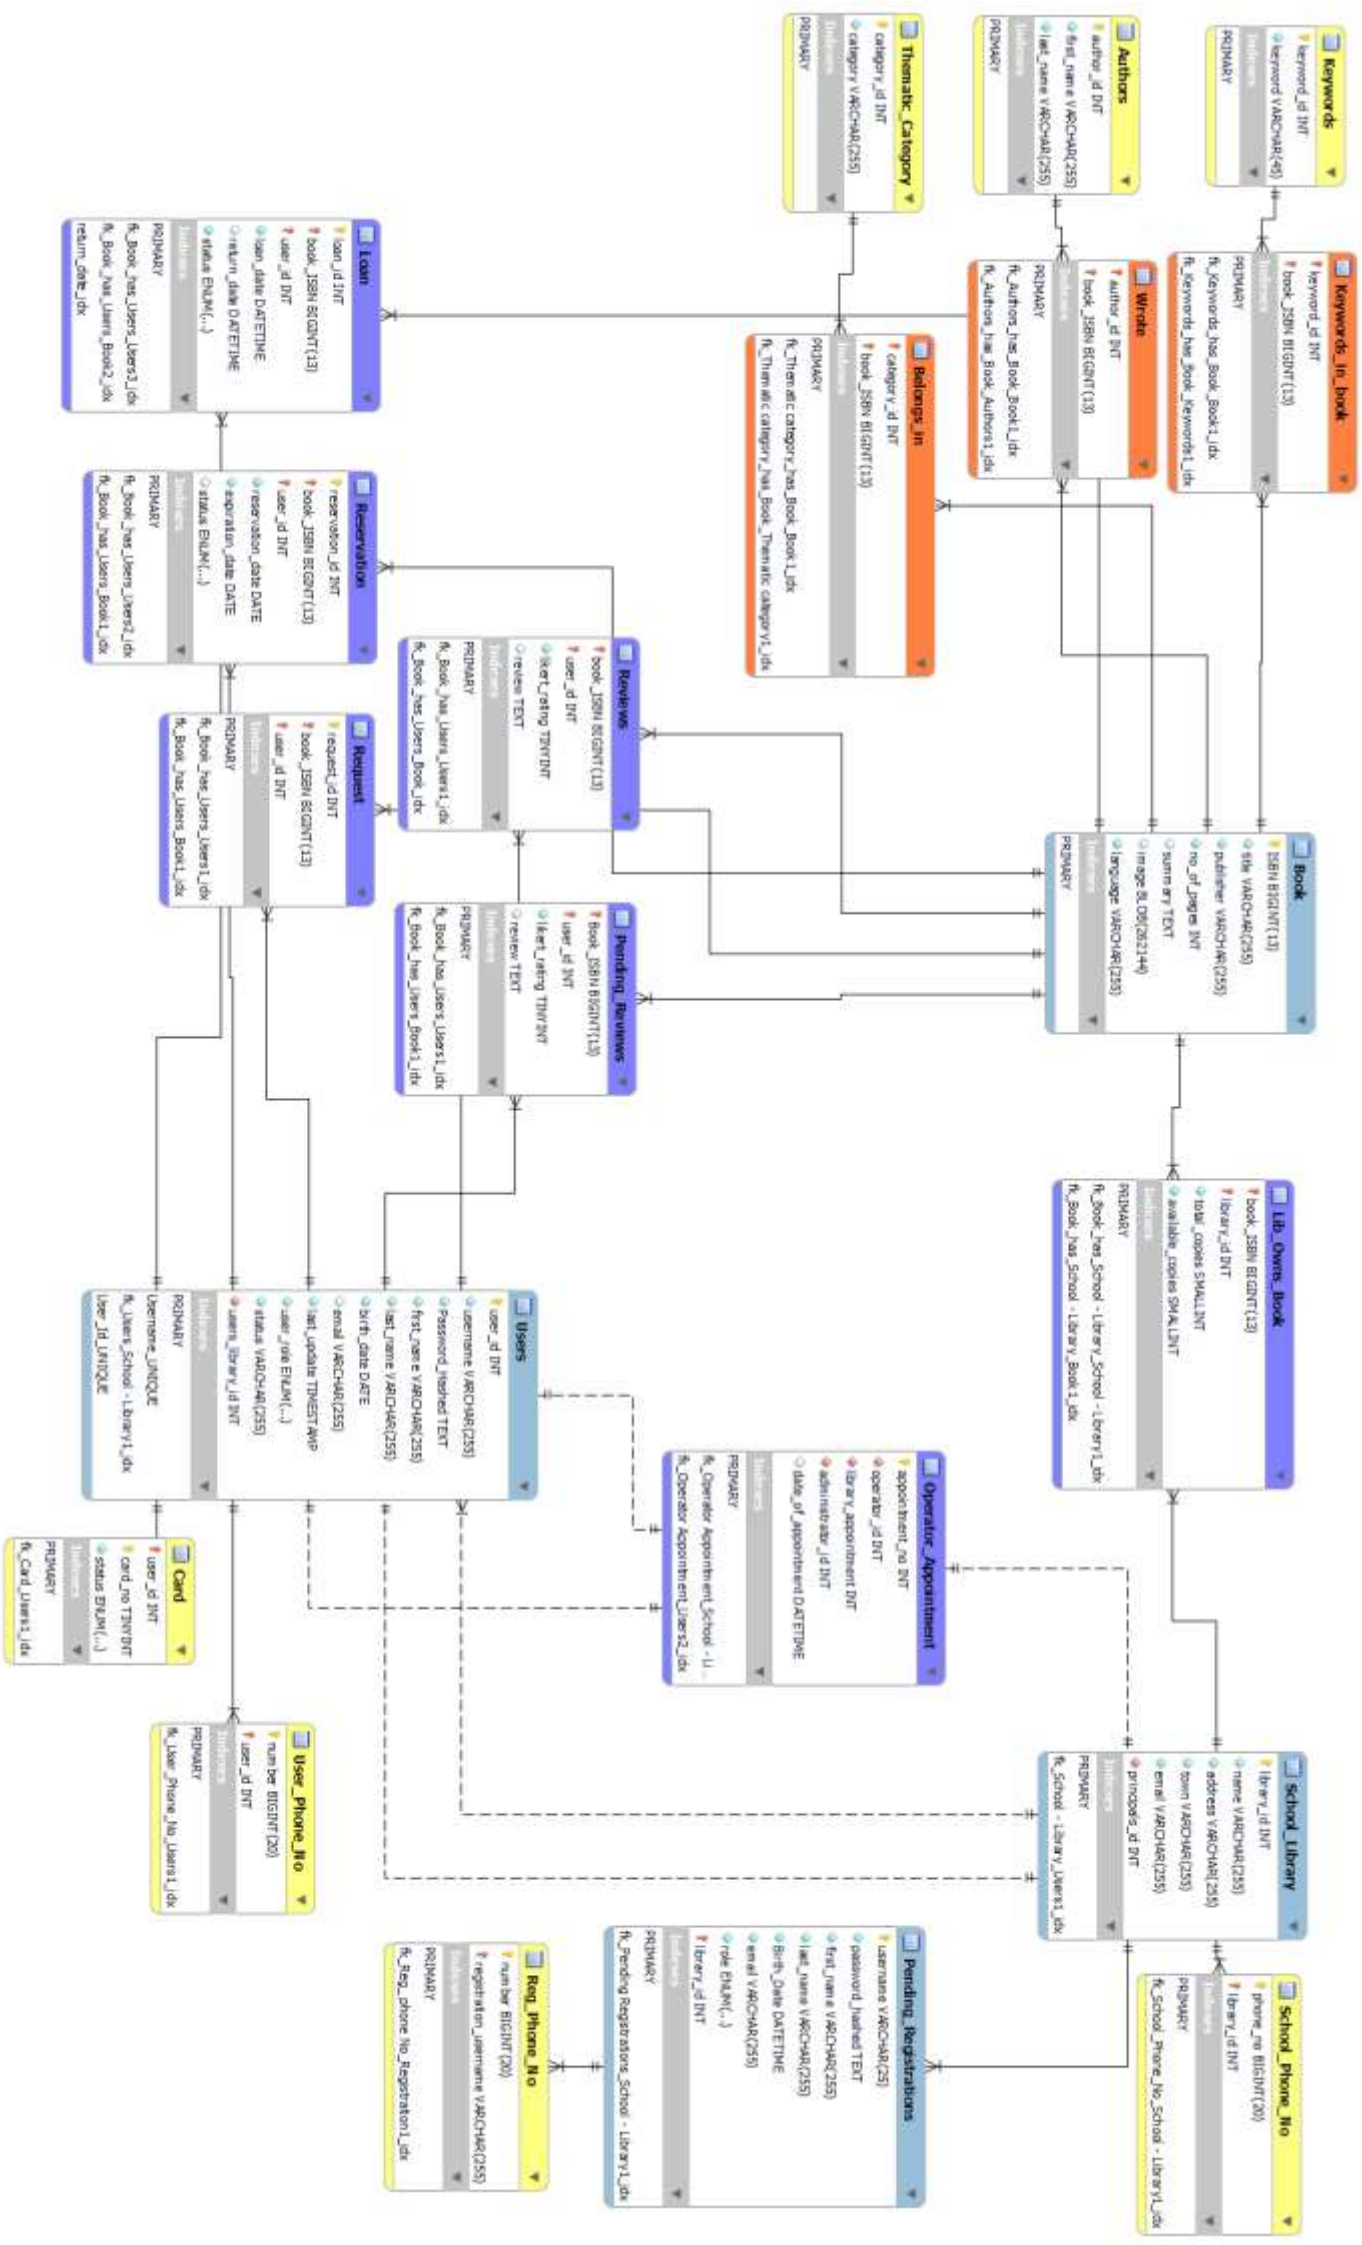 Keywords
keyword_id INT
keyword VARCHAR(45)
Indexes
PRIMARY
Keywords_in_book
keyword_id INT
book_ISBN BIGINT(13)
Indexes
PRIMARY
fk_Keywords_has_Book_Book1_idx
fk_Keywords_has_Book_Keywords1_idx
Authors
author_id INT
first_name VARCHAR(255)
last_name VARCHAR(255)
Indexes
PRIMARY
Wrote
author_id INT
book_ISBN BIGINT(13)
Indexes
PRIMARY
fk_Authors_has_Book_Book1_idx
fk_Authors_has_Book_Authors1_idx
Thematic_Category
category_id INT
category VARCHAR(255)
Indexes
PRIMARY
Belongs_in
category_id INT
book_ISBN BIGINT(13)
Indexes
PRIMARY
fk_Thematic category_has_Book_Book1_idx
fk_Thematic category_has_Book_Thematic category1_idx
Book
ISBN BIGINT(13)
title VARCHAR(255)
publisher VARCHAR(255)
no_of_pages INT
summary TEXT
image BLOB(262144)
language VARCHAR(255)
Indexes
PRIMARY
Lib_Owns_Book
book_ISBN BIGINT(13)
library_id INT
total_copies SMALLINT
available_copies SMALLINT
Indexes
PRIMARY
fk_Book_has_School - Library_School - Library1_idx
fk_Book_has_School - Library_Book1_idx
School_Library
library_id INT
name VARCHAR(255)
address VARCHAR(255)
town VARCHAR(255)
email VARCHAR(255)
principals_id INT
Indexes
PRIMARY
fk_School - Library_Users1_idx
School_Phone_No
phone_no BIGINT(20)
library_id INT
Indexes
PRIMARY
fk_School_Phone_No_School - Library1_idx
Loan
loan_id INT
book_ISBN BIGINT(13)
user_id INT
loan_date DATETIME
return_date DATETIME
status ENUM(...)
Indexes
PRIMARY
fk_Book_has_Users_Users3_idx
fk_Book_has_Users_Book2_idx
return_date_idx
Reservation
reservation_id INT
book_ISBN BIGINT(13)
user_id INT
reservation_date DATE
expiration_date DATE
status ENUM(...)
Indexes
PRIMARY
fk_Book_has_Users_Users2_idx
fk_Book_has_Users_Book1_idx
Reviews
book_ISBN BIGINT(13)
user_id INT
likert_rating TINYINT
review TEXT
Indexes
PRIMARY
fk_Book_has_Users_Users1_idx
fk_Book_has_Users_Book_idx
Request
request_id INT
book_ISBN BIGINT(13)
user_id INT
Indexes
PRIMARY
fk_Book_has_Users_Users1_idx
fk_Book_has_Users_Book1_idx
Pending_Reviews
Book_ISBN BIGINT(13)
user_id INT
likert_rating TINYINT
review TEXT
Indexes
PRIMARY
fk_Book_has_Users_Users1_idx
fk_Book_has_Users_Book1_idx
Users
user_id INT
username VARCHAR(255)
Password_Hashed TEXT
first_name VARCHAR(255)
last_name VARCHAR(255)
birth_date DATE
email VARCHAR(255)
last_update TIMESTAMP
user_role ENUM(...)
status VARCHAR(255)
users_library_id INT
Indexes
PRIMARY
Username_UNIQUE
fk_Users_School - Library1_idx
User_Id_UNIQUE
Operator_Appointment
appointment_no INT
operator_id INT
library_appointment INT
administrator_id INT
date_of_appointment DATETIME
Indexes
PRIMARY
fk_Operator Appointment_School - Li...
fk_Operator Appointment_Users2_idx
Card
user_id INT
card_no TINYINT
status ENUM(...)
Indexes
PRIMARY
fk_Card_Users1_idx
User_Phone_No
number BIGINT(20)
user_id INT
Indexes
PRIMARY
fk_User_Phone_No_Users1_idx
Pending_Registrations
username VARCHAR(25)
password_hashed TEXT
first_name VARCHAR(255)
last_name VARCHAR(255)
Birth_Date DATETIME
email VARCHAR(255)
role ENUM(...)
library_id INT
Indexes
PRIMARY
fk_Pending Registrations_School - Library1_idx
Reg_Phone_No
number BIGINT(20)
registration_username VARCHAR(255)
Indexes
PRIMARY
fk_Reg_phone No_Registration1_idx